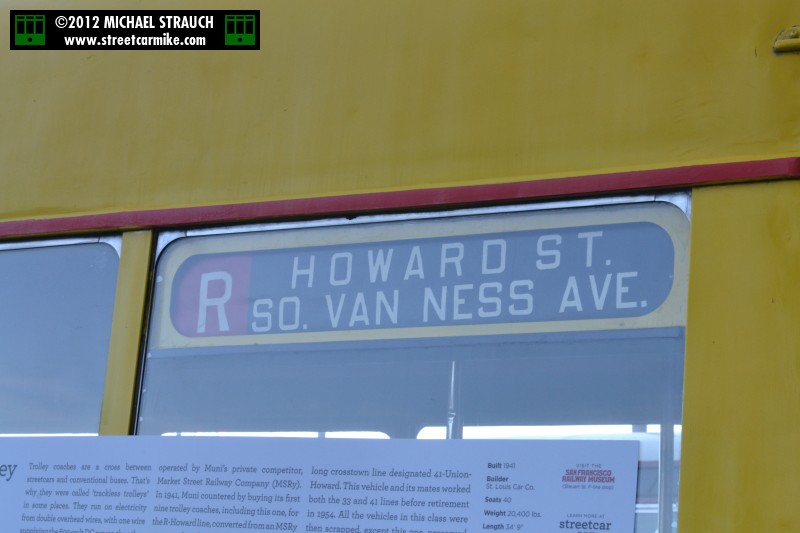 ©2012 MICHAEL STRAUCH
www.streetcarmike.com
R
HOWARD ST.
SO. VAN NESS AVE.
ey
Trolley coaches are a cross between
streetcars and conventional buses. That's
why they were called 'trackless trolleys'
in some places. They run on electricity
from double overhead wires, with one wire
operated by Muni's private competitor,
Market Street Railway Company (MSRy).
In 1941, Muni countered by buying its first
nine trolley coaches, including this one, for
the R-Howard line, converted from an MSRy
long crosstown line designated 41-Union-
Howard. This vehicle and its mates worked
both the 33 and 41 lines before retirement
in 1954. All the vehicles in this class were
then scrapped, except this one, preserved
Built 1941
Builder
St. Louis Car Co.
Seats 40
Weight 20,400 lbs.
Length 34' 9"
VISIT THE
SAN FRANCISCO
RAILWAY MUSEUM
LEARN MORE AT
streetcar